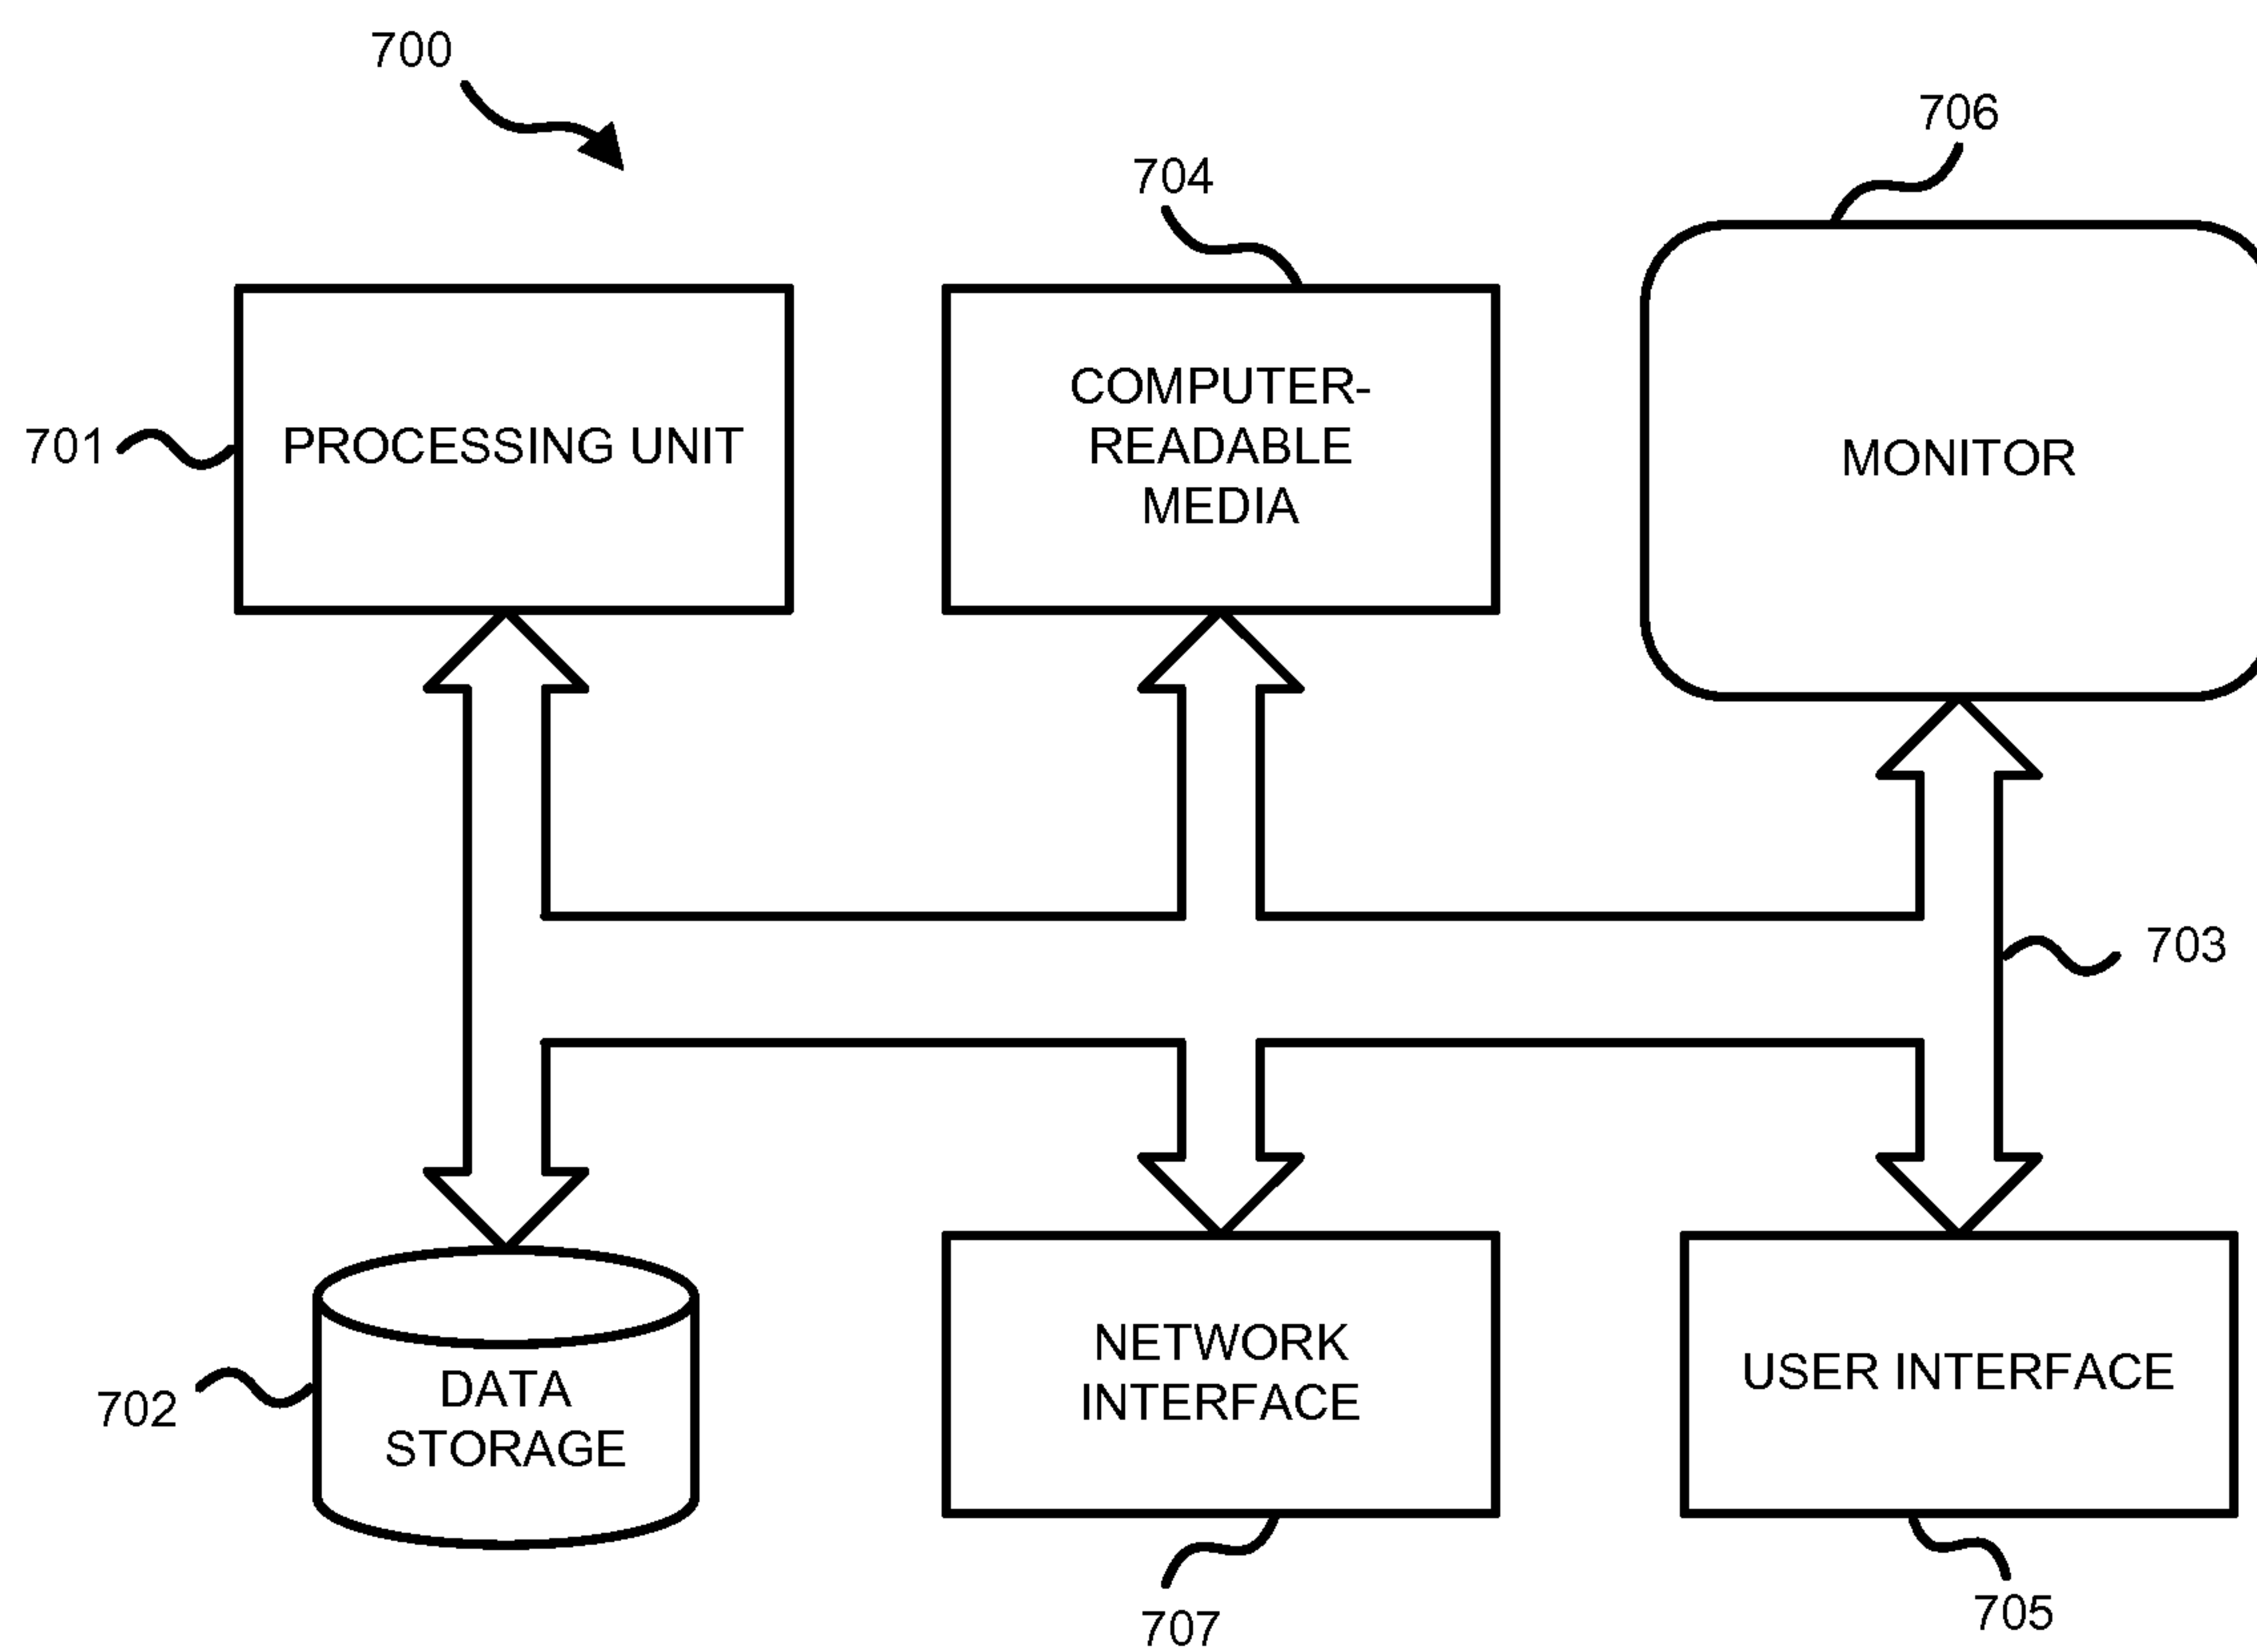 700
706
704
701
PROCESSING UNIT
COMPUTER-
READABLE
MEDIA
MONITOR
703
702
DATA
STORAGE
NETWORK
INTERFACE
USER INTERFACE
707
705